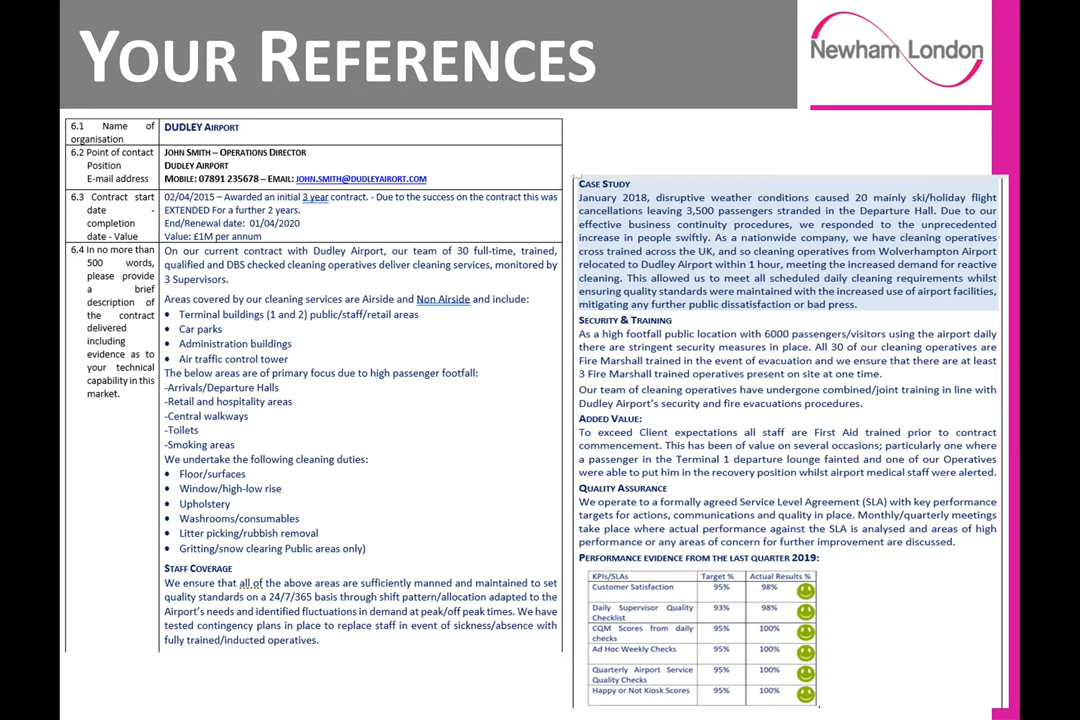 YOUR REFERENCES
Newham London
6.1 Name of organisation
DUDLEY AIRPORT
6.2 Point of contact
Position
E-mail address
JOHN SMITH – OPERATIONS DIRECTOR
DUDLEY AIRPORT
MOBILE: 07891 235678 – EMAIL: JOHN.SMITH@DUDLEYAIRORT.COM
6.3 Contract start
date -
completion
date - Value
02/04/2015 – Awarded an initial 3 year contract. - Due to the success on the contract this was
EXTENDED For a further 2 years.
End/Renewal date: 01/04/2020
Value: £1M per annum
6.4 In no more than
500 words,
please provide
a brief
description of
the contract
delivered
including
evidence as to
your technical
capability in this
market.
On our current contract with Dudley Airport, our team of 30 full-time, trained,
qualified and DBS checked cleaning operatives deliver cleaning services, monitored by
3 Supervisors.
Areas covered by our cleaning services are Airside and Non Airside and include:
• Terminal buildings (1 and 2) public/staff/retail areas
• Car parks
• Administration buildings
• Air traffic control tower
The below areas are of primary focus due to high passenger footfall:
-Arrivals/Departure Halls
-Retail and hospitality areas
-Central walkways
-Toilets
-Smoking areas
We undertake the following cleaning duties:
• Floor/surfaces
• Window/high-low rise
• Upholstery
• Washrooms/consumables
• Litter picking/rubbish removal
• Gritting/snow clearing Public areas only)
STAFF COVERAGE
We ensure that all of the above areas are sufficiently manned and maintained to set
quality standards on a 24/7/365 basis through shift pattern/allocation adapted to the
Airport's needs and identified fluctuations in demand at peak/off peak times. We have
tested contingency plans in place to replace staff in event of sickness/absence with
fully trained/inducted operatives.
CASE STUDY
January 2018, disruptive weather conditions caused 20 mainly ski/holiday flight
cancellations leaving 3,500 passengers stranded in the Departure Hall. Due to our
effective business continuity procedures, we responded to the unprecedented
increase in people swiftly. As a nationwide company, we have cleaning operatives
cross trained across the UK, and so cleaning operatives from Wolverhampton Airport
relocated to Dudley Airport within 1 hour, meeting the increased demand for reactive
cleaning. This allowed us to meet all scheduled daily cleaning requirements whilst
ensuring quality standards were maintained with the increased use of airport facilities,
mitigating any further public dissatisfaction or bad press.
SECURITY & TRAINING
As a high footfall public location with 6000 passengers/visitors using the airport daily
there are stringent security measures in place. All 30 of our cleaning operatives are
Fire Marshall trained in the event of evacuation and we ensure that there are at least
3 Fire Marshall trained operatives present on site at one time.
Our team of cleaning operatives have undergone combined/joint training in line with
Dudley Airport's security and fire evacuations procedures.
ADDED VALUE:
To exceed Client expectations all staff are First Aid trained prior to contract
commencement. This has been of value on several occasions; particularly one where
a passenger in the Terminal 1 departure lounge fainted and one of our Operatives
were able to put him in the recovery position whilst airport medical staff were alerted.
QUALITY ASSURANCE
We operate to a formally agreed Service Level Agreement (SLA) with key performance
targets for actions, communications and quality in place. Monthly/quarterly meetings
take place where actual performance against the SLA is analysed and areas of high
performance or any areas of concern for further improvement are discussed.
PERFORMANCE EVIDENCE FROM THE LAST QUARTER 2019:
KPIs/SLAs Target % Actual Results %
Customer Satisfaction 95% 98%
Daily Supervisor Quality Checklist 93% 98%
CQM Scores from daily checks 95% 100%
Ad Hoc Weekly Checks 95% 100%
Quarterly Airport Service Quality Checks 95% 100%
Happy or Not Kiosk Scores 95% 100%